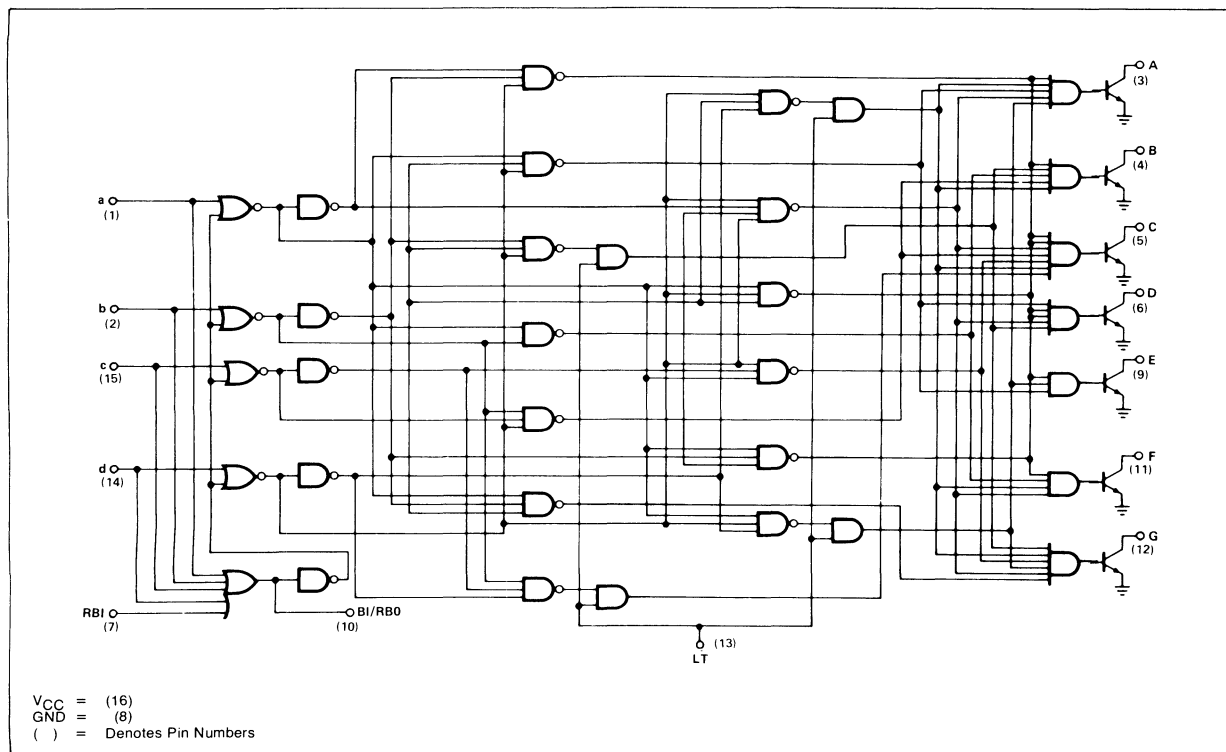 A
(3)
B
(4)
a
(1)
C
(5)
D
(6)
b
(2)
c
(15)
E
(9)
F
(11)
d
(14)
G
(12)
RBI
(7)
BI/RBO
(10)
(13)
LT
VCC = (16)
GND = (8)
( ) = Denotes Pin Numbers